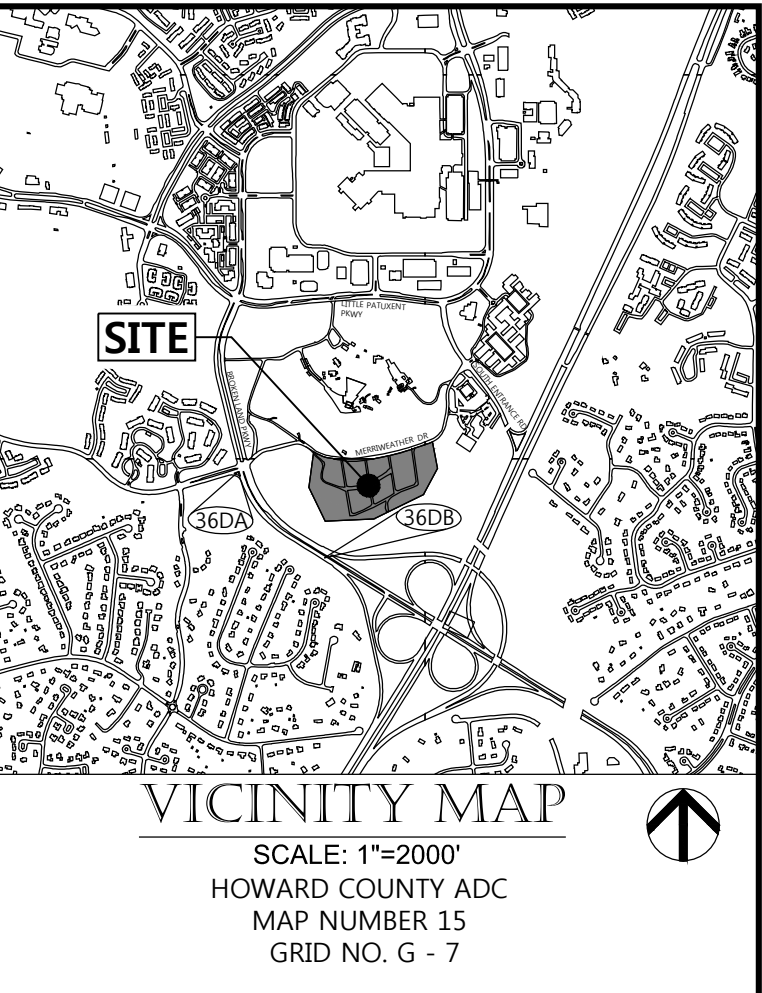 LITTLE PATUXENT
PKWY
SITE
BROKEN LAND PKWY
SOUTH ENTRANCE RD
MERRIWEATHER DR
36DA
36DB
VICINITY MAP
SCALE: 1"=2000'
HOWARD COUNTY ADC
MAP NUMBER 15
GRID NO. G - 7